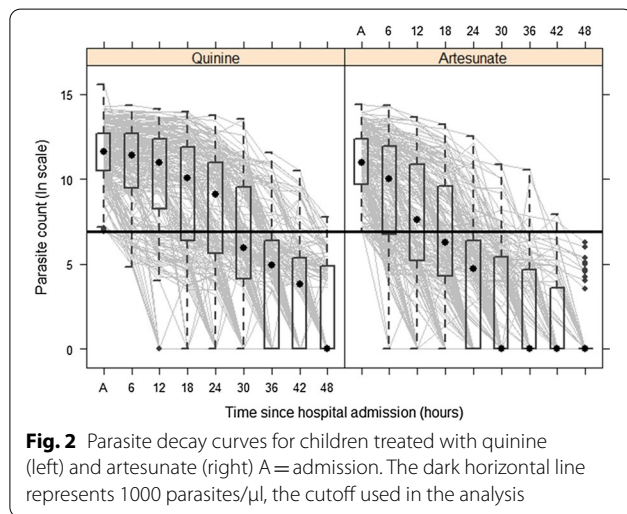 A 6 12 18 24 30 36 42 48
Quinine Artesunate
15
10
5
0
Parasite count (ln scale)
A 6 12 18 24 30 36 42 48
Time since hospital admission (hours)
Fig. 2 Parasite decay curves for children treated with quinine
(left) and artesunate (right) A = admission. The dark horizontal line
represents 1000 parasites/µl, the cutoff used in the analysis